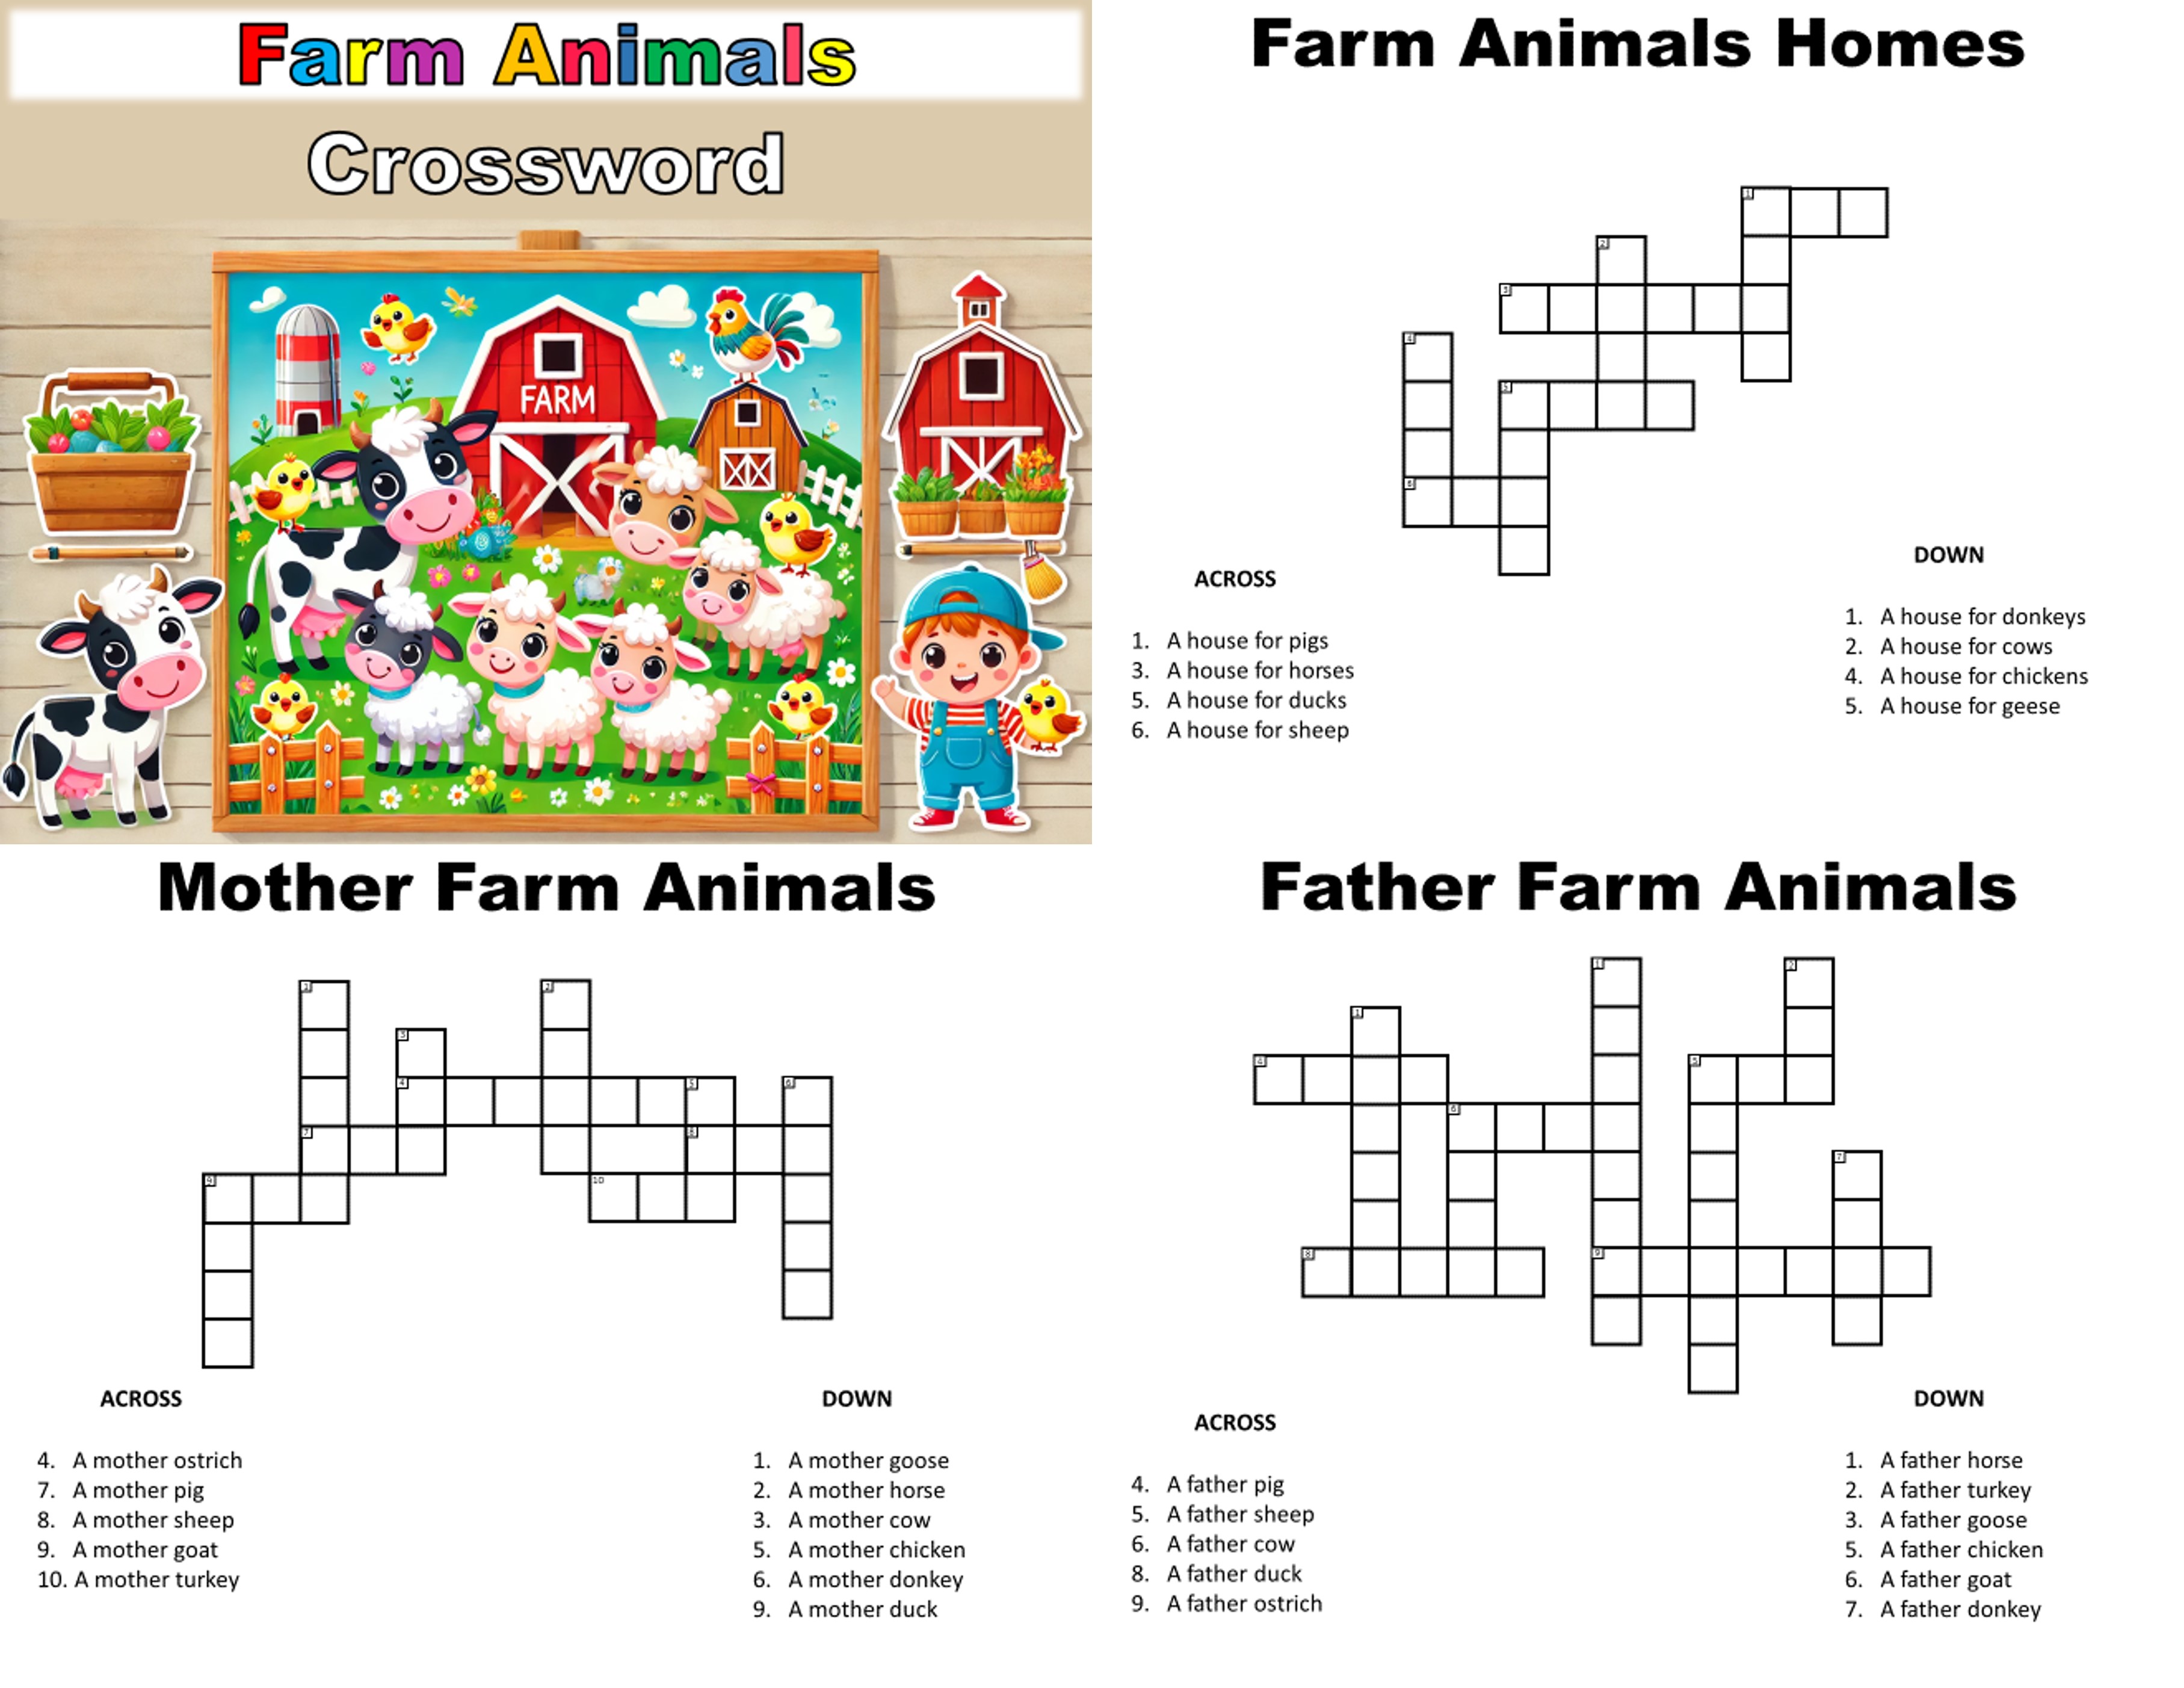 Farm Animals
Crossword
FARM
Farm Animals Homes
1
2
3
4
5
6
ACROSS
1. A house for pigs
3. A house for horses
5. A house for ducks
6. A house for sheep
DOWN
1. A house for donkeys
2. A house for cows
4. A house for chickens
5. A house for geese
Mother Farm Animals
1
2
3
4
5
6
7
8
9
10
ACROSS
4. A mother ostrich
7. A mother pig
8. A mother sheep
9. A mother goat
10. A mother turkey
DOWN
1. A mother goose
2. A mother horse
3. A mother cow
5. A mother chicken
6. A mother donkey
9. A mother duck
Father Farm Animals
1
2
4
5
6
7
8
9
ACROSS
4. A father pig
5. A father sheep
6. A father cow
8. A father duck
9. A father ostrich
DOWN
1. A father horse
2. A father turkey
3. A father goose
5. A father chicken
6. A father goat
7. A father donkey